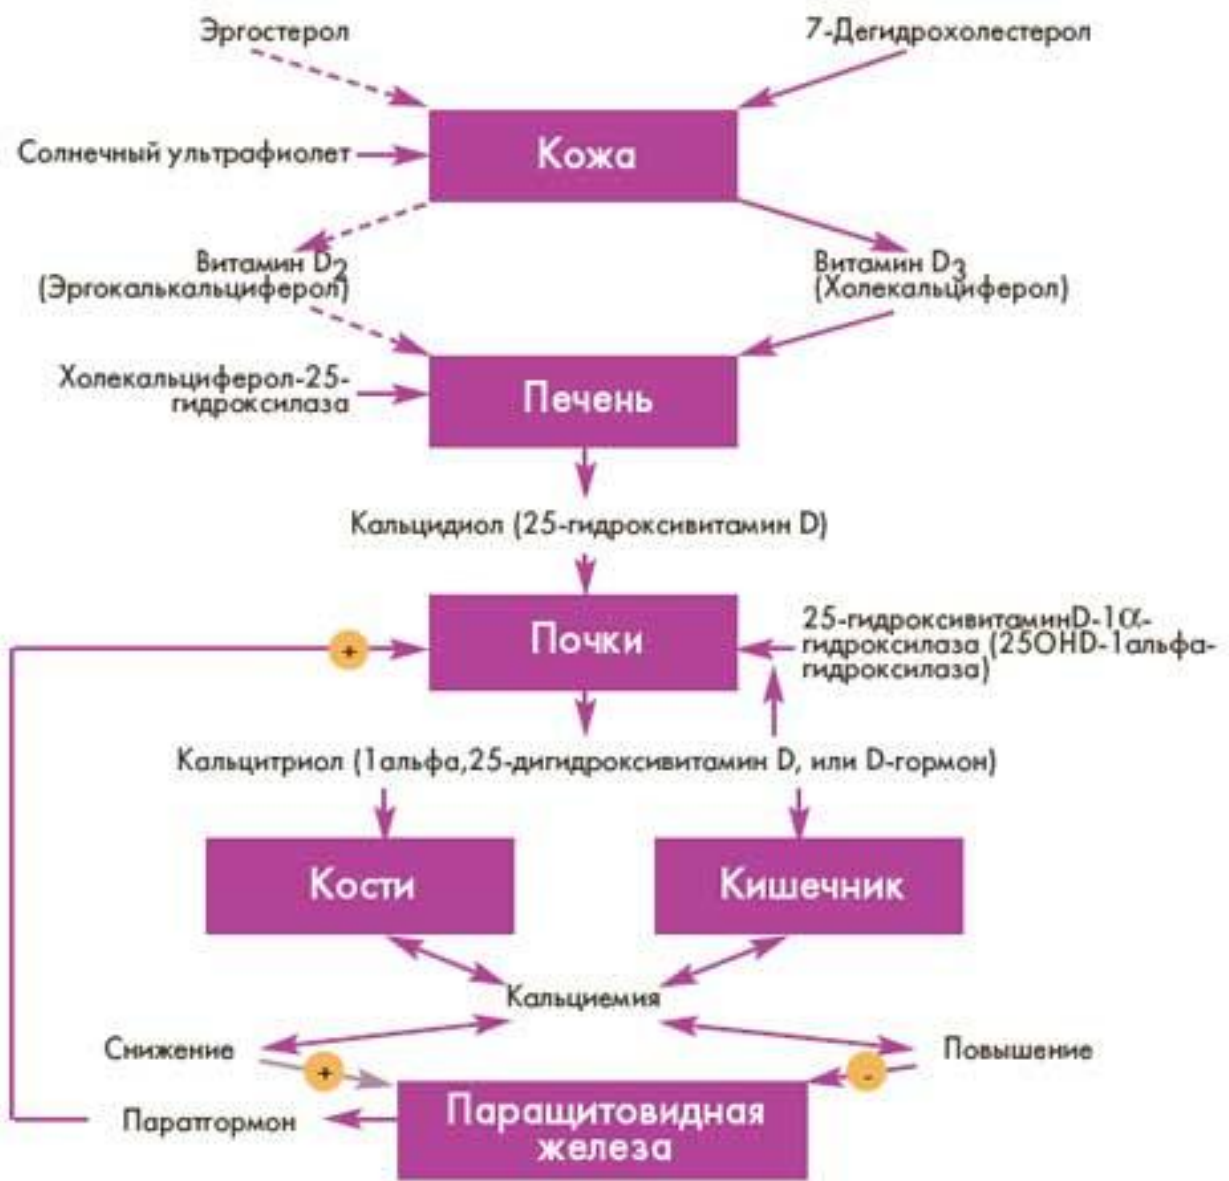 Эргостерол
7-Дегидрохолестерол
Кожа
Солнечный ультрафиолет
Витамин D2
(Эргокалькальциферол)
Витамин D3
(Холекальциферол)
Холекальциферол-25-
гидроксилаза
Печень
Кальцидиол (25-гидроксивитамин D)
Почки
25-гидроксивитаминD-1α-
гидроксилаза (25OHD-1альфа-
гидроксилаза)
+
Кальцитриол (1альфа,25-дигидроксивитамин D, или D-гормон)
Кости
Кишечник
Кальциемия
Снижение
Повышение
+
-
Паратгормон
Паращитовидная
железа